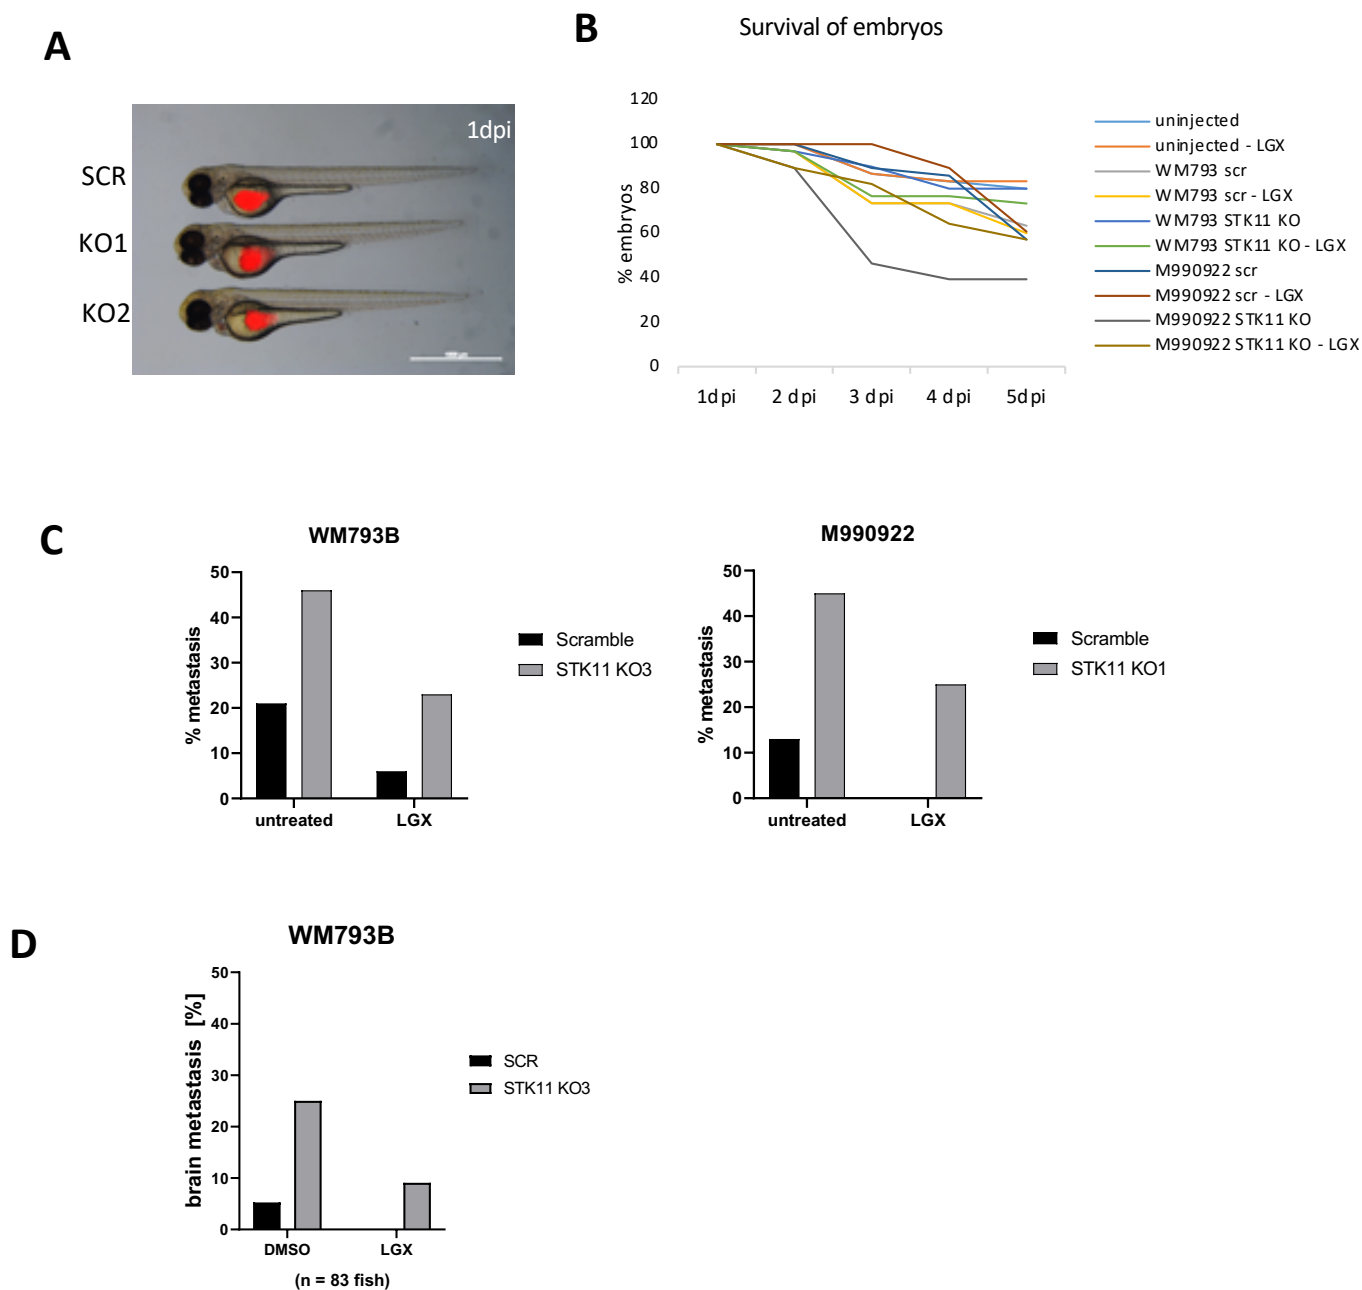 A
1dpi
SCR
KO1
KO2
B
Survival of embryos
% embryos
120
100
80
60
40
20
0
1dpi 2 dpi 3 dpi 4 dpi 5dpi
uninjected
uninjected - LGX
WM793 scr
WM793 scr - LGX
WM793 STK11 KO
WM793 STK11 KO - LGX
M990922 scr
M990922 scr - LGX
M990922 STK11 KO
M990922 STK11 KO - LGX
C
WM793B
% metastasis
50
40
30
20
10
0
untreated LGX
Scramble
STK11 KO3
M990922
% metastasis
50
40
30
20
10
0
untreated LGX
Scramble
STK11 KO1
D
WM793B
brain metastasis [%]
50
40
30
20
10
0
DMSO LGX
(n = 83 fish)
SCR
STK11 KO3